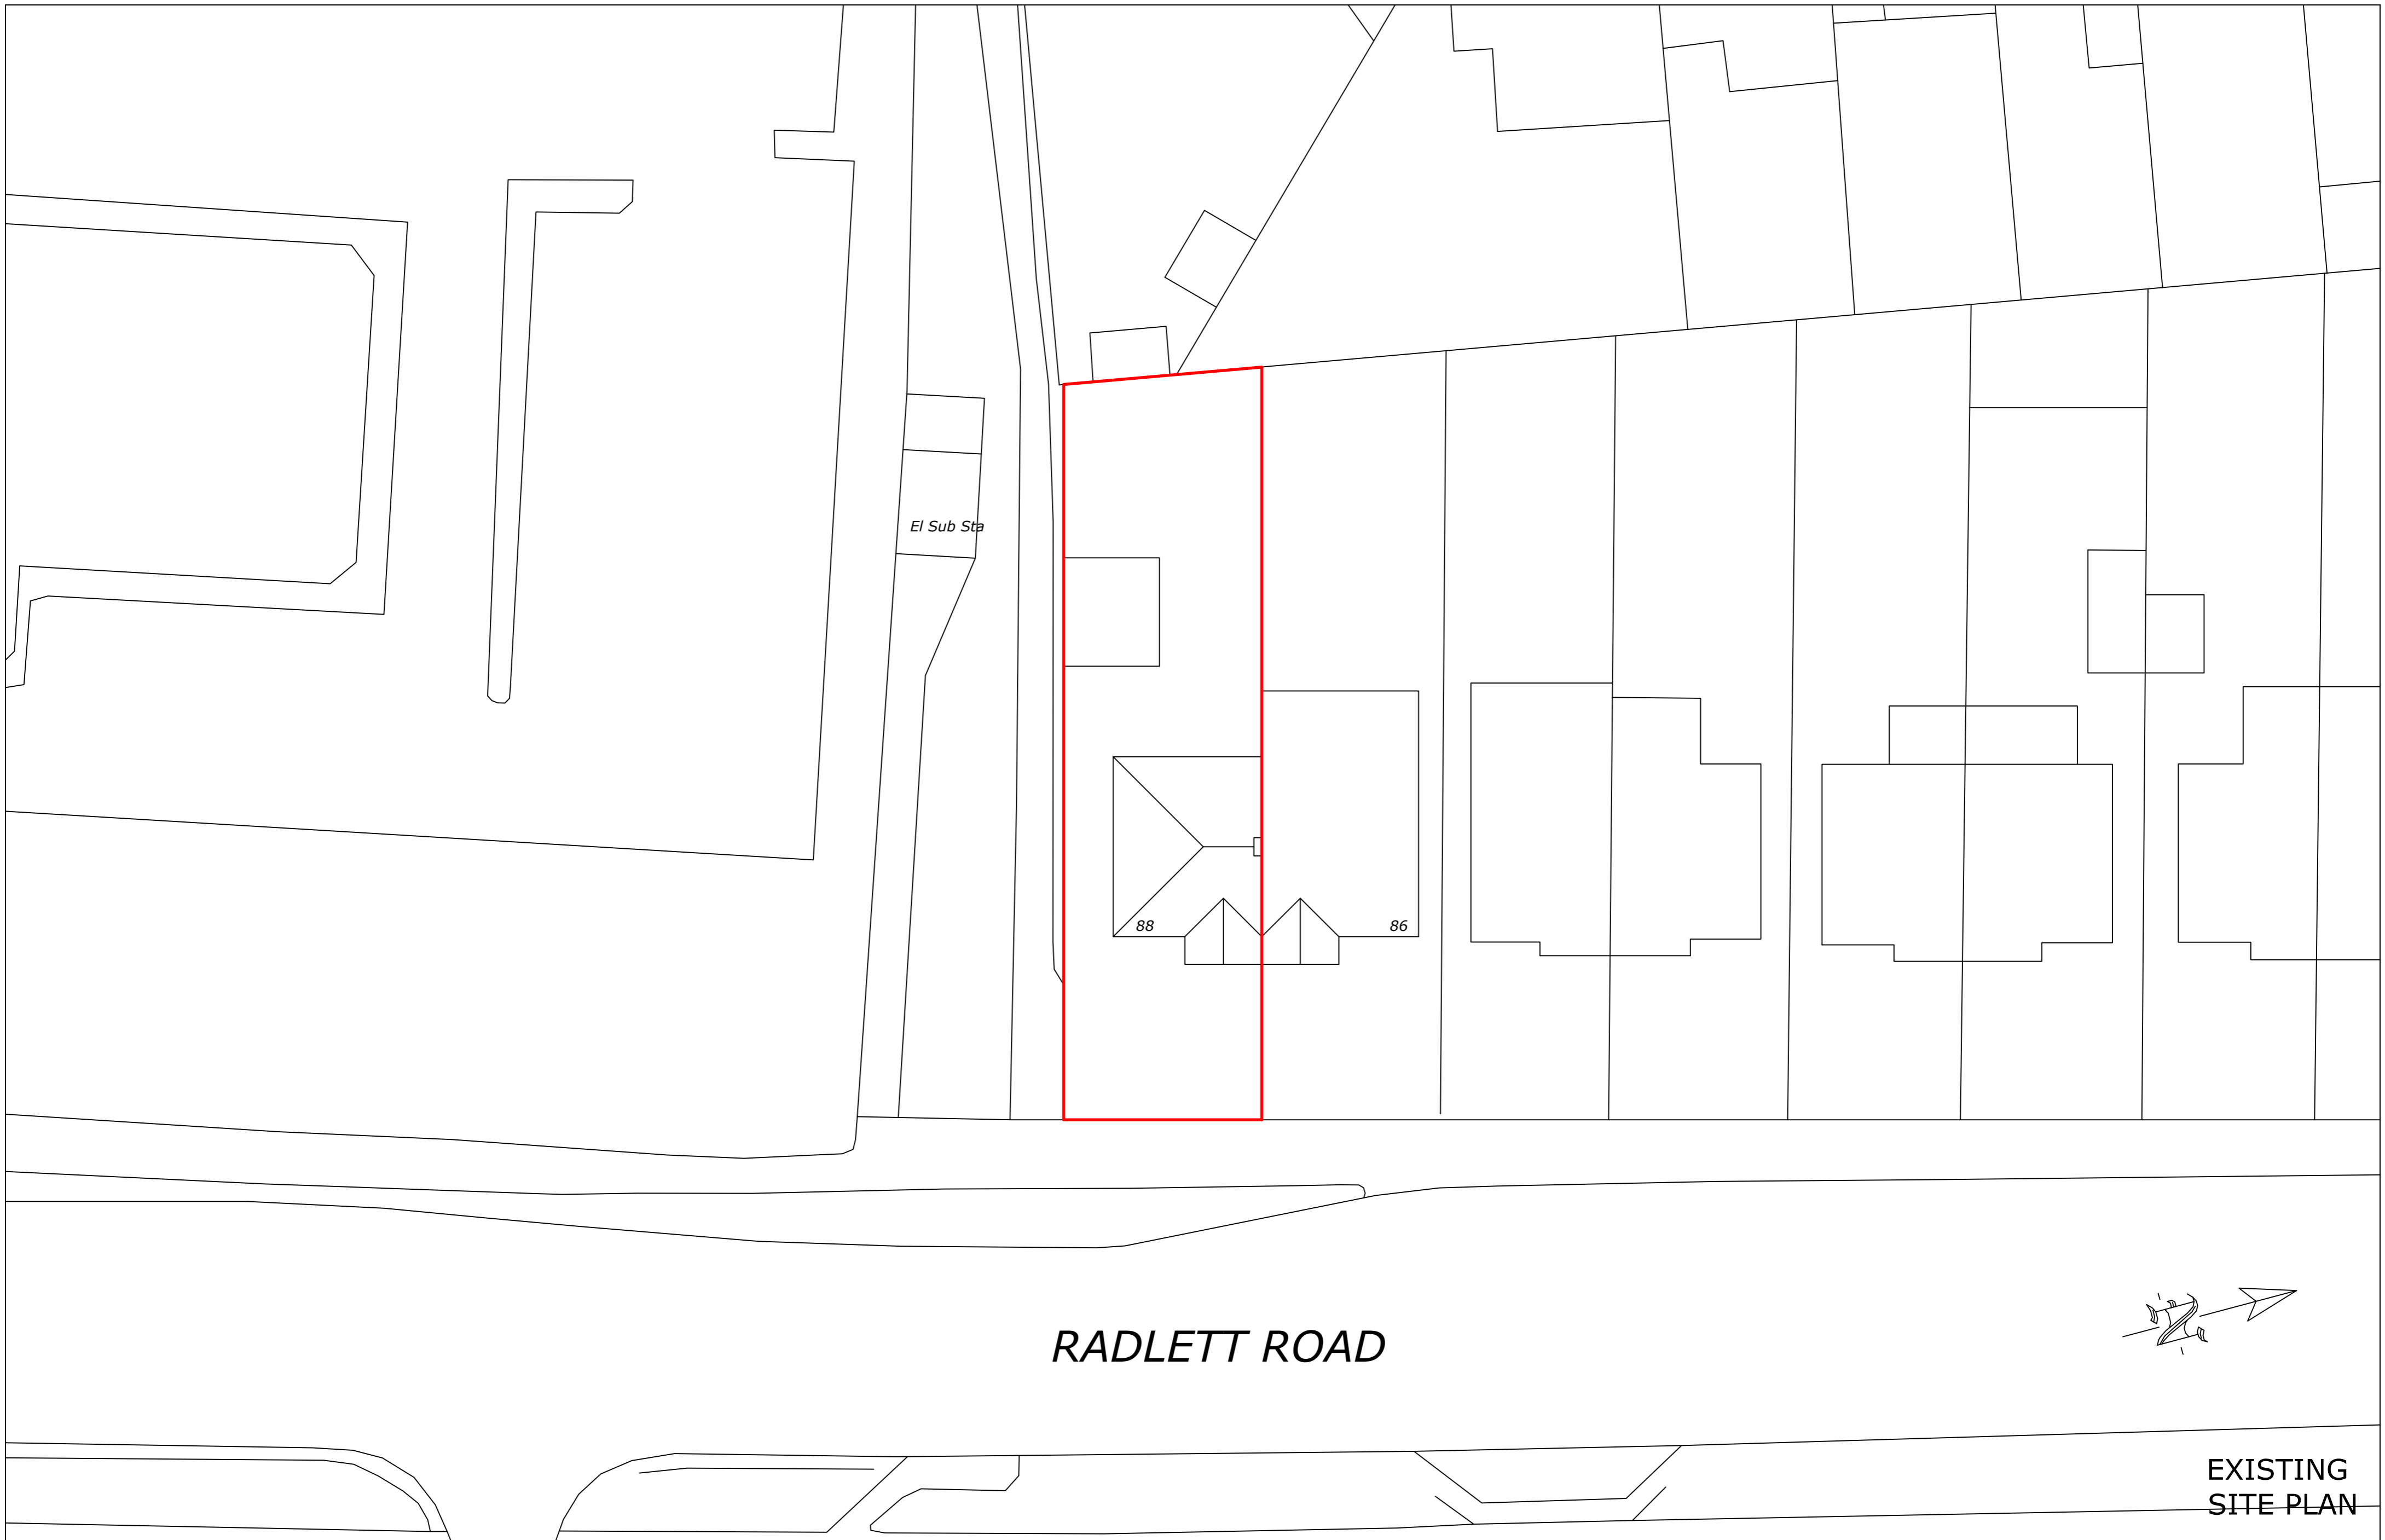 El Sub Sta
88
86
RADLETT ROAD
N
EXISTING
SITE PLAN